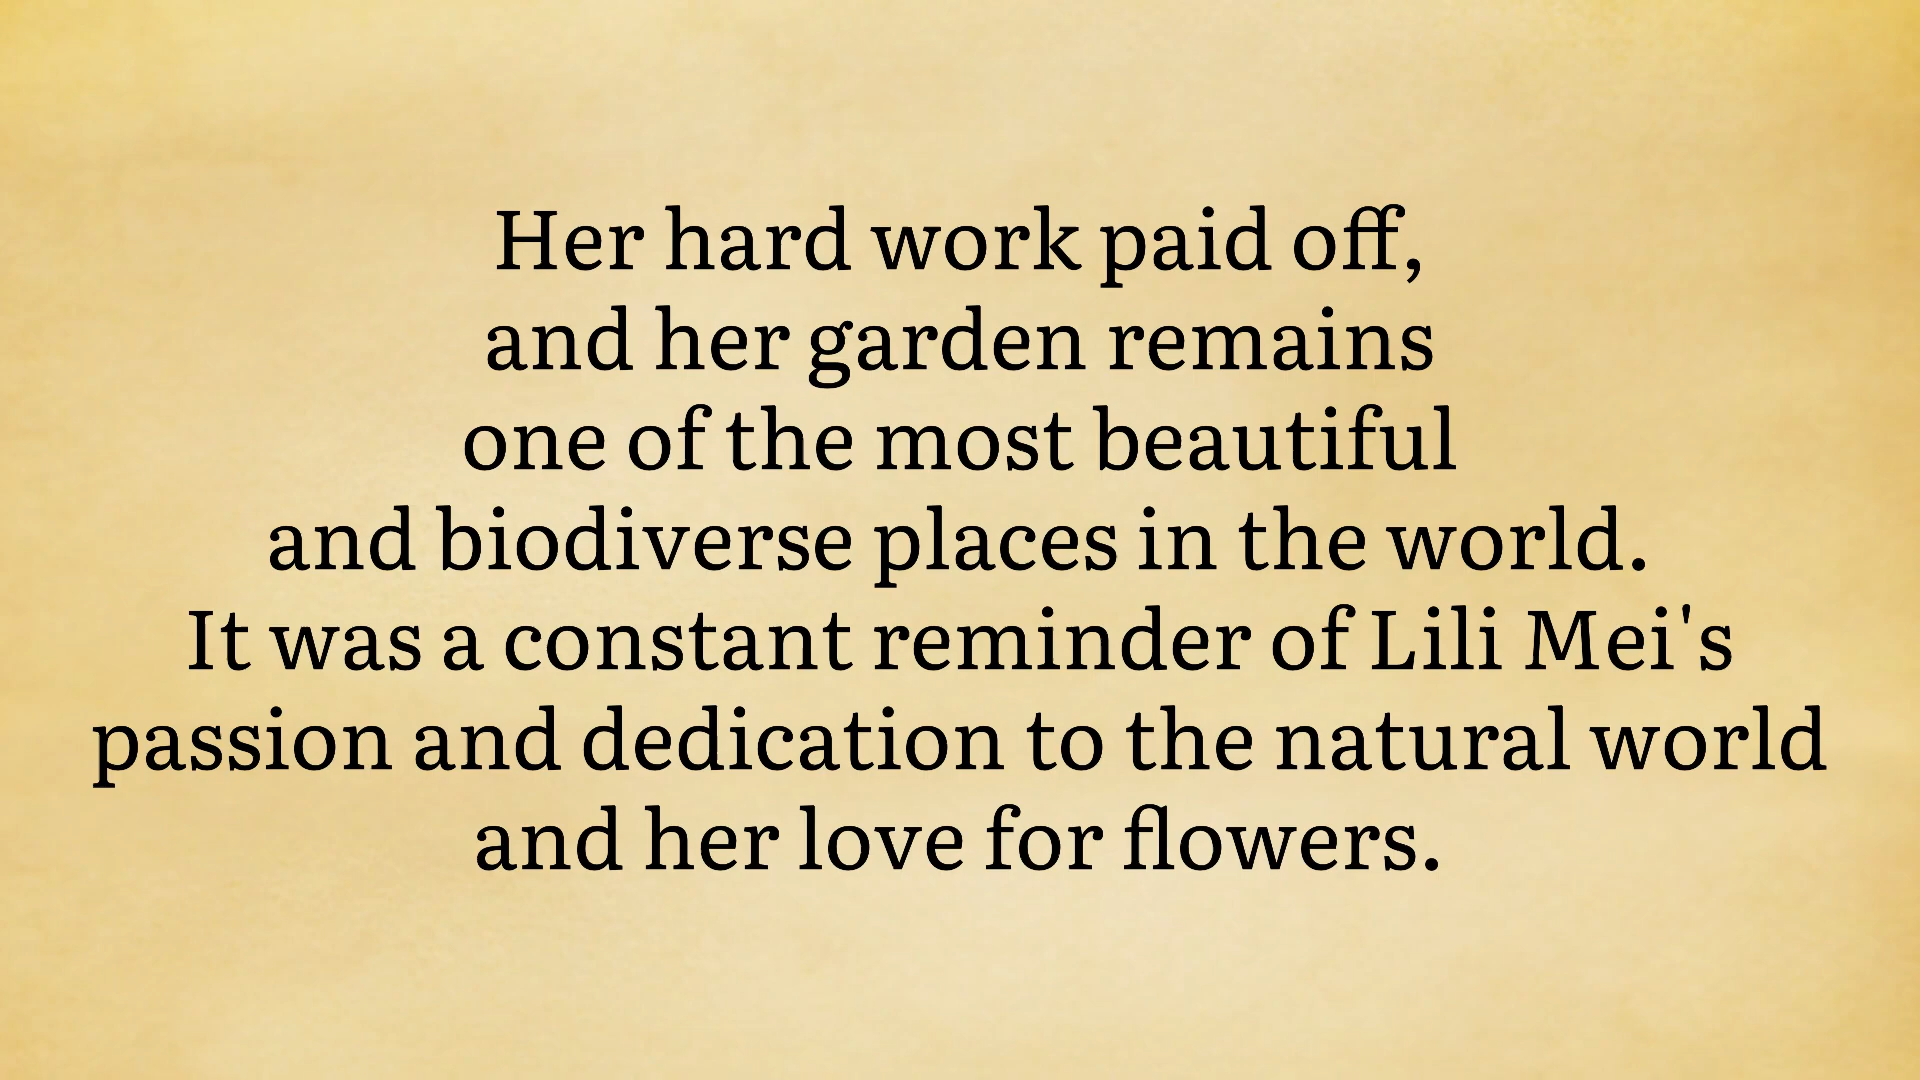 Her hard work paid off,
and her garden remains
one of the most beautiful
and biodiverse places in the world.
It was a constant reminder of Lili Mei's
passion and dedication to the natural world
and her love for flowers.